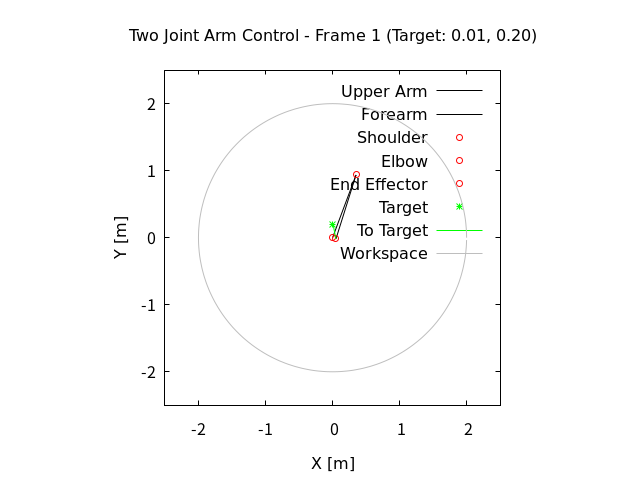 Two Joint Arm Control - Frame 1 (Target: 0.01, 0.20)
Upper Arm
Forearm
Shoulder
Elbow
End Effector
Target
To Target
Workspace
2
1
0
-1
-2
Y [m]
-2 -1 0 1 2
X [m]